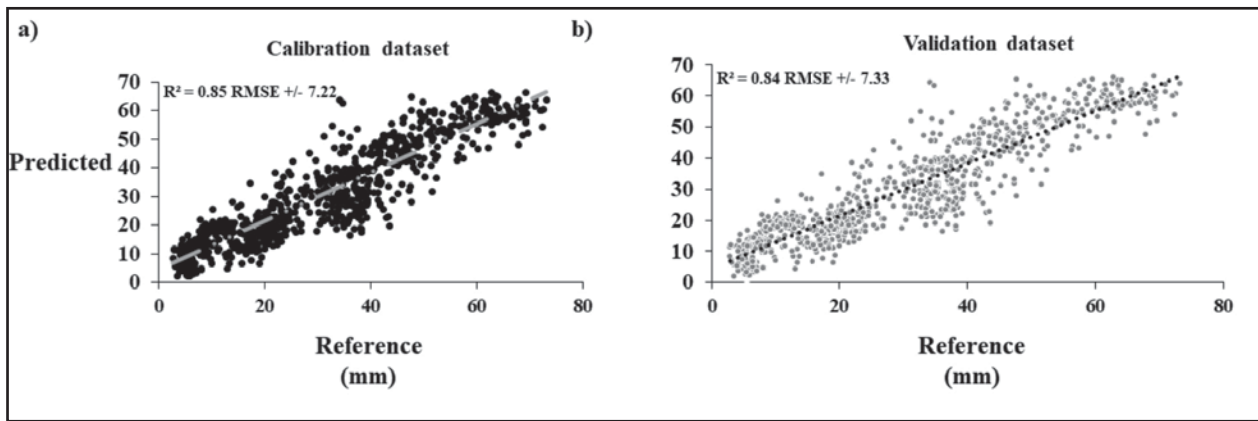 a)
Calibration dataset
R² = 0.85 RMSE +/- 7.22
Predicted
70
60
50
40
30
20
10
0
0 20 40 60 80
Reference
(mm)
b)
Validation dataset
R² = 0.84 RMSE +/- 7.33
70
60
50
40
30
20
10
0
0 20 40 60 80
Reference
(mm)